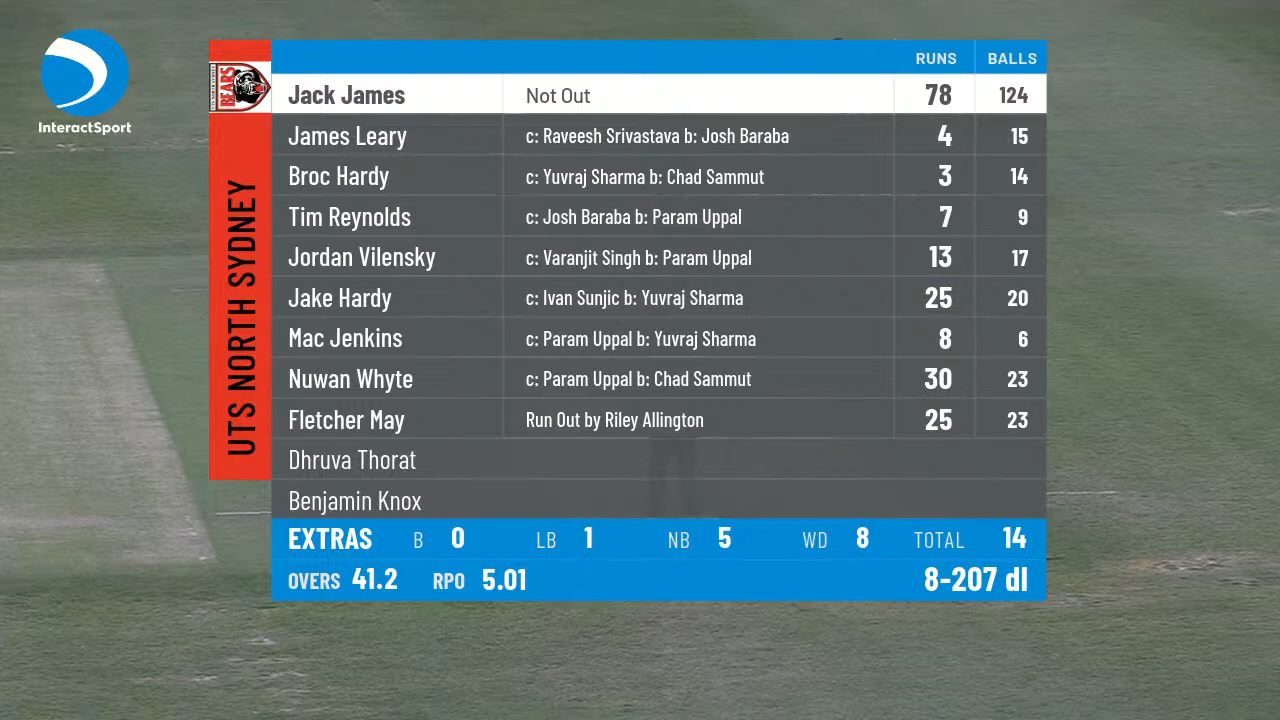 InteractSport
BEARS
UTS NORTH SYDNEY
RUNS BALLS
Jack James Not Out 78 124
James Leary c: Raveesh Srivastava b: Josh Baraba 4 15
Broc Hardy c: Yuvraj Sharma b: Chad Sammut 3 14
Tim Reynolds c: Josh Baraba b: Param Uppal 7 9
Jordan Vilensky c: Varanjit Singh b: Param Uppal 13 17
Jake Hardy c: Ivan Sunjic b: Yuvraj Sharma 25 20
Mac Jenkins c: Param Uppal b: Yuvraj Sharma 8 6
Nuwan Whyte c: Param Uppal b: Chad Sammut 30 23
Fletcher May Run Out by Riley Allington 25 23
Dhruva Thorat
Benjamin Knox
EXTRAS B 0 LB 1 NB 5 WD 8 TOTAL 14
OVERS 41.2 RPO 5.01 8-207 dl